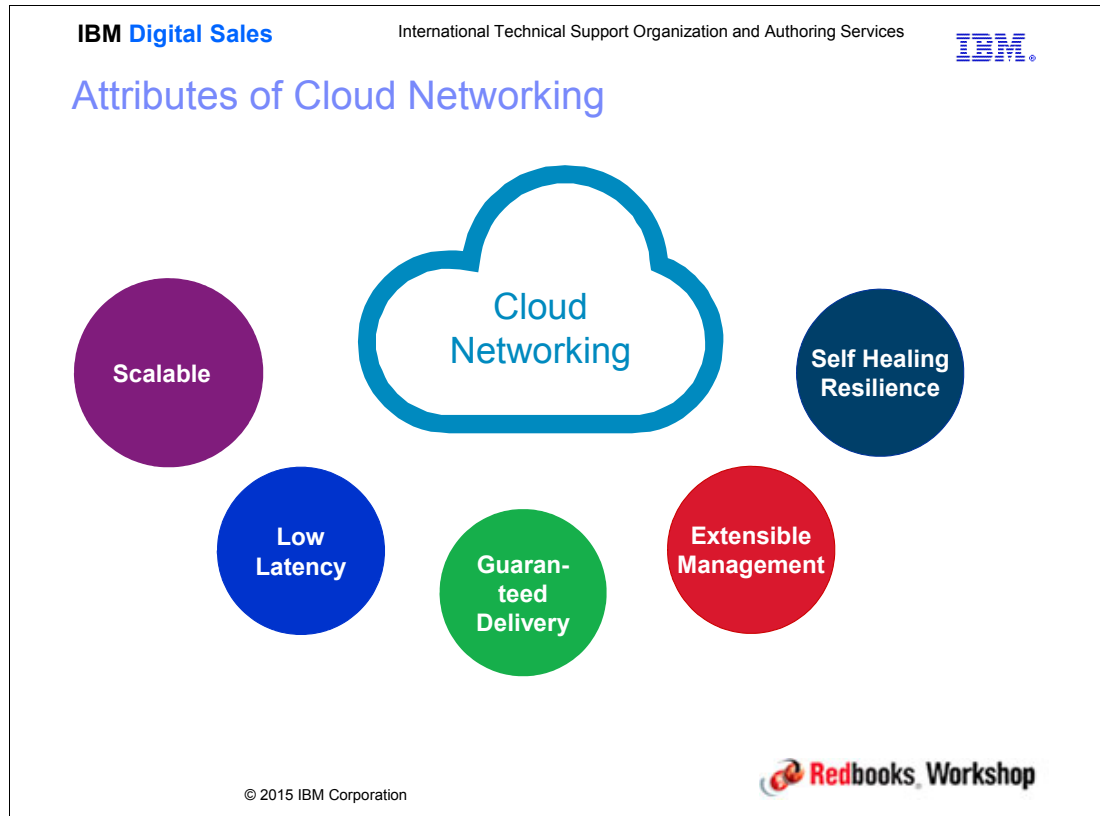 IBM Digital Sales
International Technical Support Organization and Authoring Services
IBM®
Attributes of Cloud Networking
Cloud
Networking
Scalable
Self Healing
Resilience
Low
Latency
Guaran-
teed
Delivery
Extensible
Management
© 2015 IBM Corporation
Redbooks® Workshop